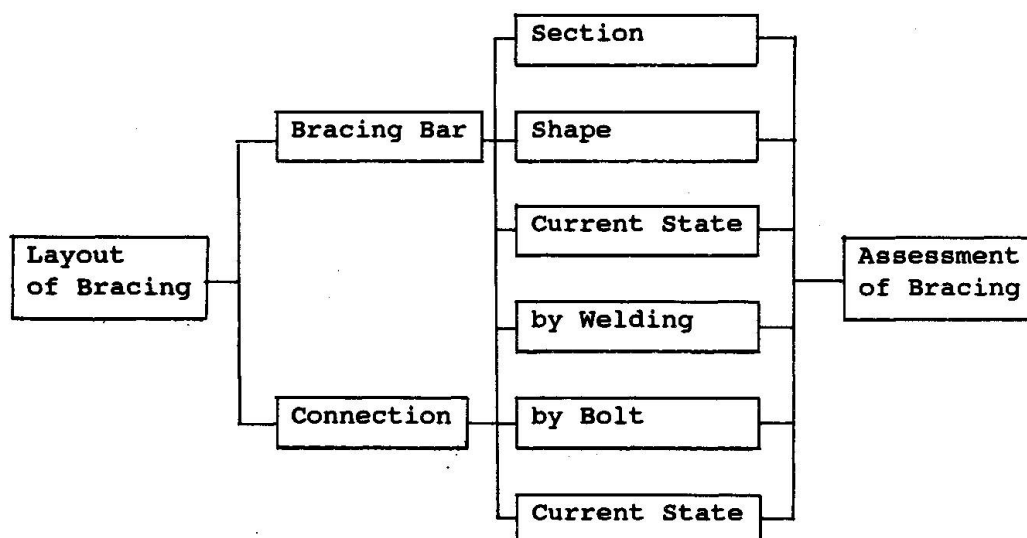 Section
Bracing Bar
Shape
Current State
Layout
of Bracing
Assessment
of Bracing
by Welding
Connection
by Bolt
Current State